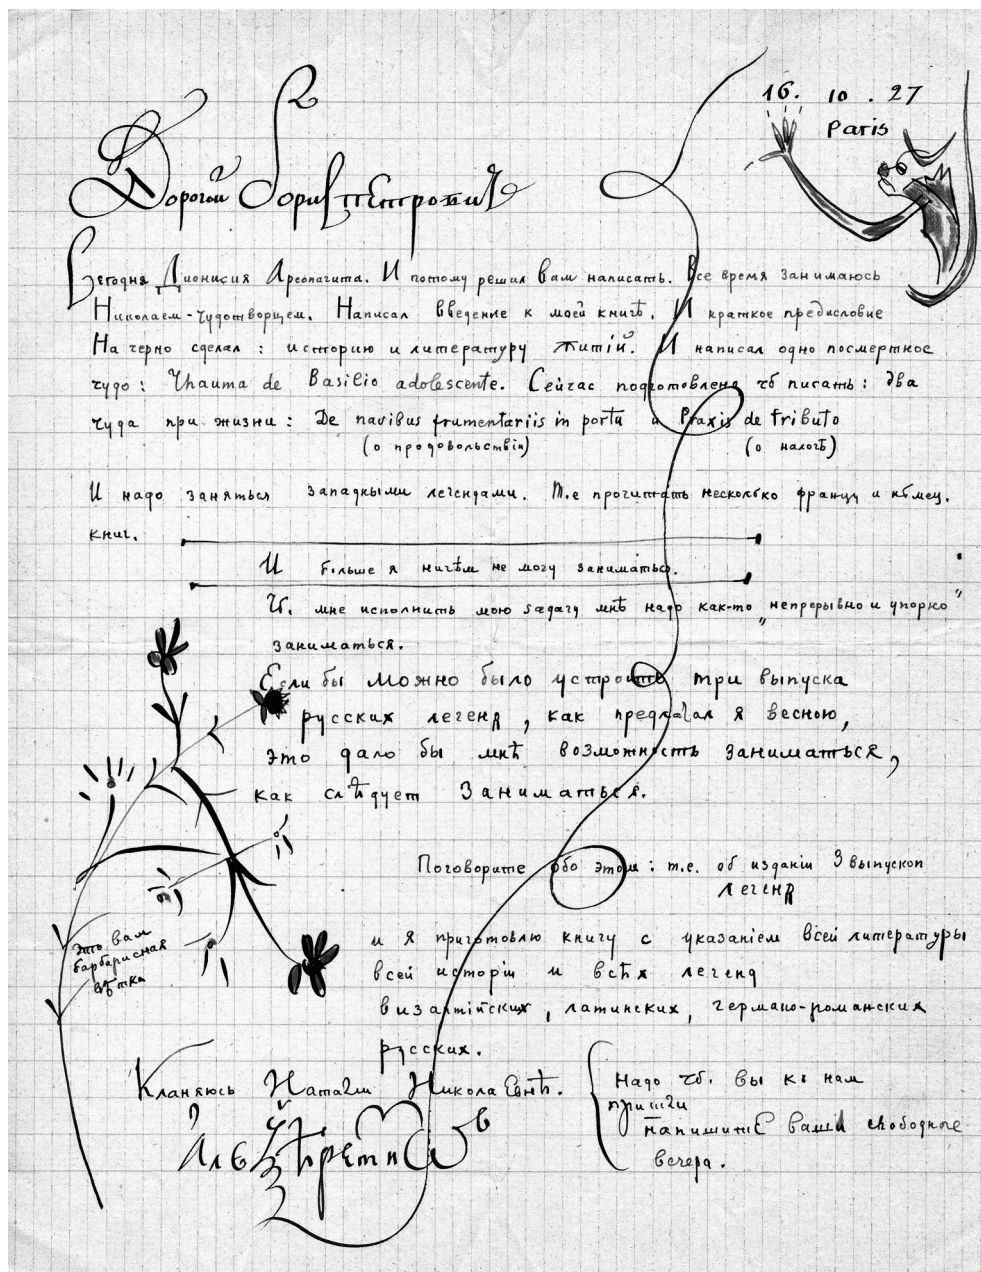 16. 10. 27
Paris
Дорогой Борис Петрович
Сегодня Дионисия Ареопагита. И потому решил вам написать. Все время занимаюсь
Николаем-чудотворцем. Написал введение к моей книгѣ. И краткое предисловие
На черно сделал: историю и литературу житій. И написал одно посмертное
чудо: Thauma de Basilio adolescente. Сейчас подготовлено чтб писать: два
чуда при жизни: De navibus frumentariis in portu и Praxis de tributo
(о продовольствіи) (о налогѣ)
И надо заняться западными легендами. Т.е прочитать несколько франц и нѣмец.
книг.
И больше я ничѣм не могу заниматься.
Чтб. мне исполнить мою задачу мнѣ надо как-то „непрерывно и упорно"
заниматься.
Если бы можно было устроить три выпуска
русских легенд, как предлагал я весною,
это дало бы мнѣ возможность заниматься,
как слѣдует заниматься.
Поговорите обо этом: т.е. об изданіи 3 выпусков
легенд
и я приготовлю книгу с указаніем всей литературы
всей исторіи и всѣх легенд
византійских, латинских, германо-романских
русских.
это вам
барбарисная
вѣтка
Кланяюсь Наталии Николаевнѣ.
Алексѣй Ремизов
Надо чтб. вы къ нам
пришли
напишите ваши свободные
вечера.